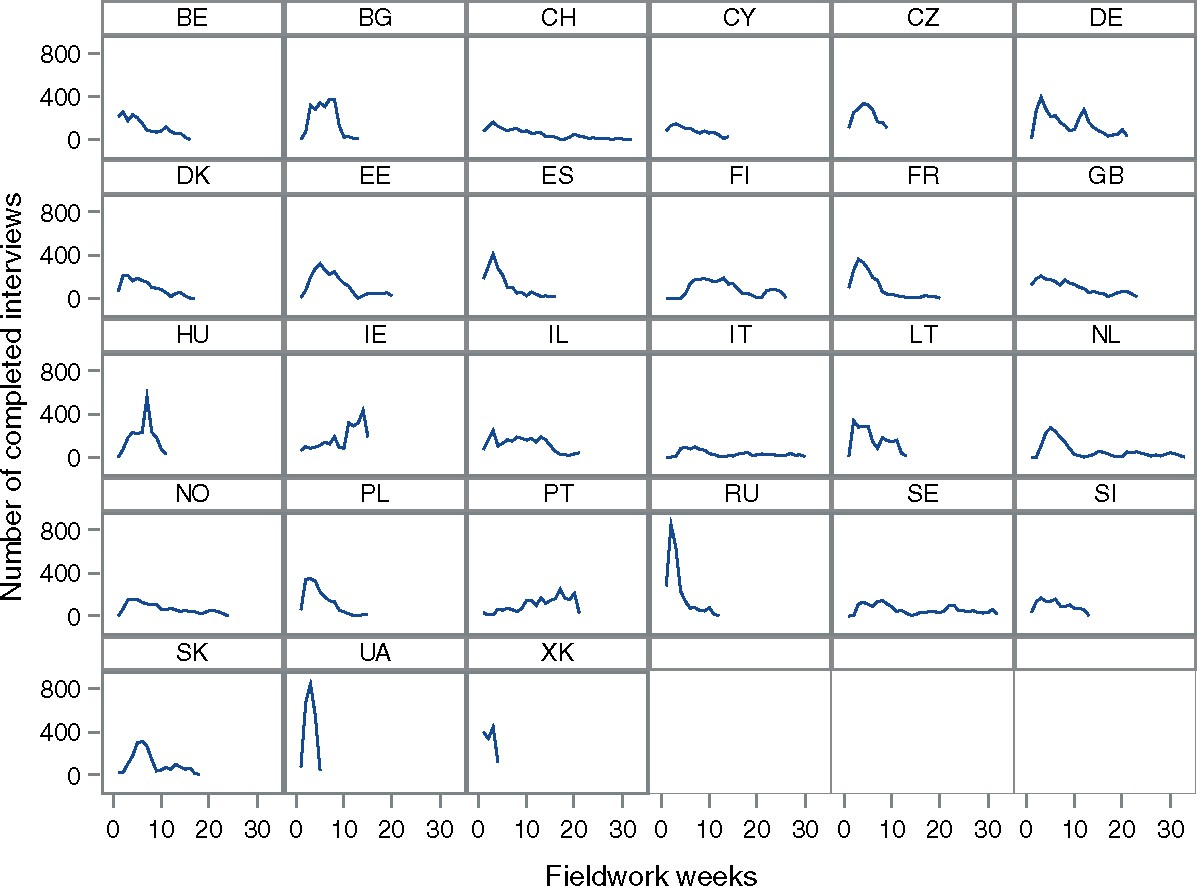 BE BG CH CY CZ DE
800
400
0
DK EE ES FI FR GB
800
400
0
HU IE IL IT LT NL
800
400
0
NO PL PT RU SE SI
800
400
0
SK UA XK
800
400
0
0 10 20 30 0 10 20 30 0 10 20 30 0 10 20 30 0 10 20 30 0 10 20 30
Fieldwork weeks
Number of completed interviews